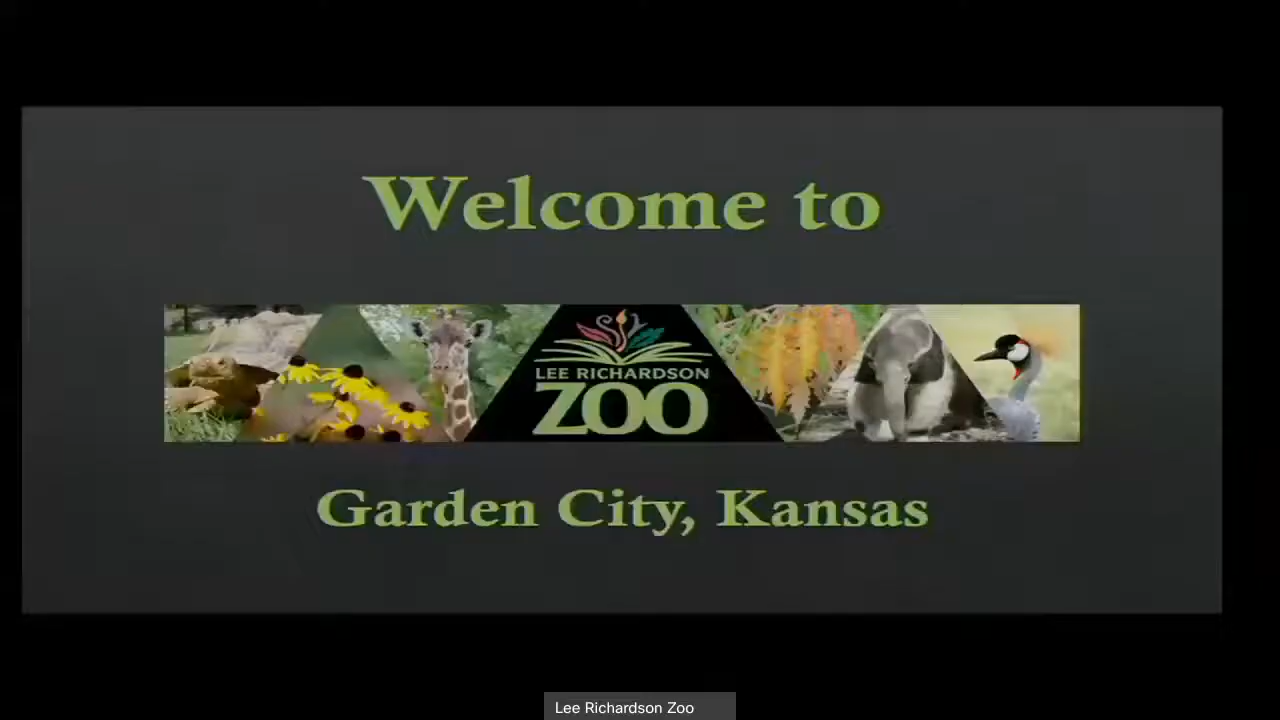 Welcome to
LEE RICHARDSON
ZOO
Garden City, Kansas
Lee Richardson Zoo